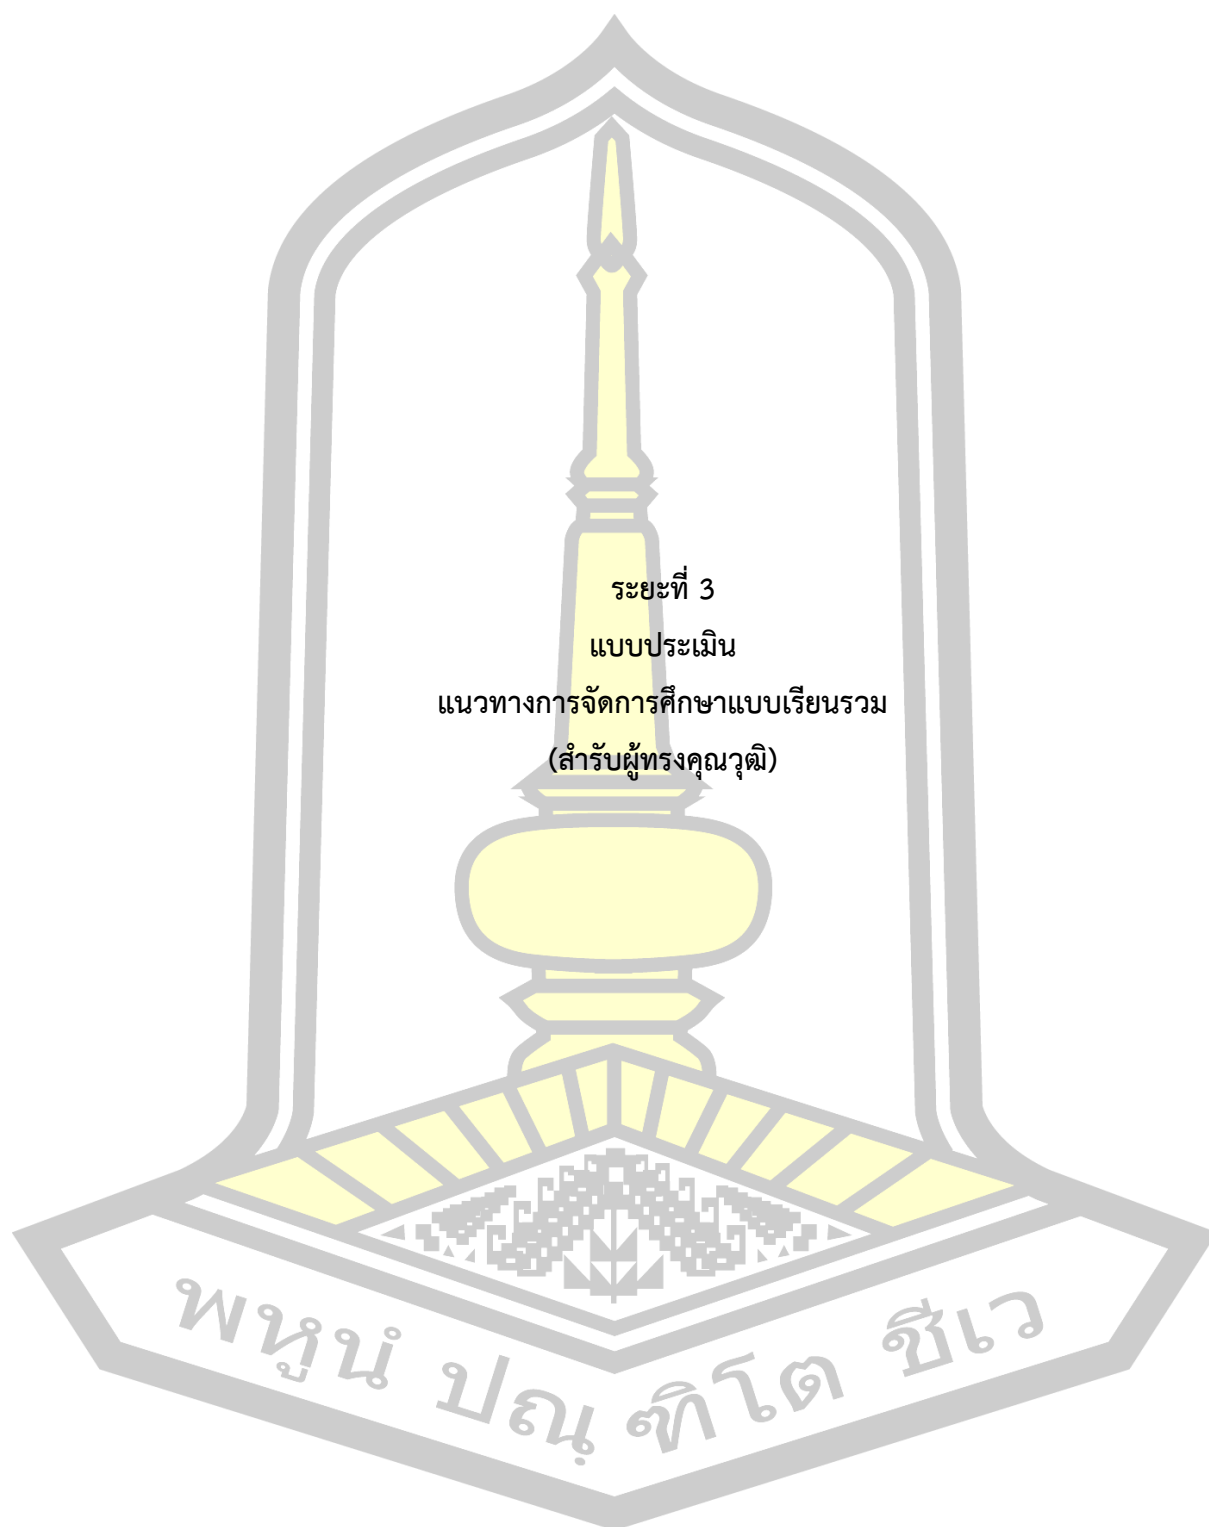 ระยะที่ 3
แบบประเมิน
แนวทางการจัดการศึกษาแบบเรียนรวม
(สำรับผู้ทรงคุณวุฒิ)
พหูนํ ปณฺฑิโต ชีเว